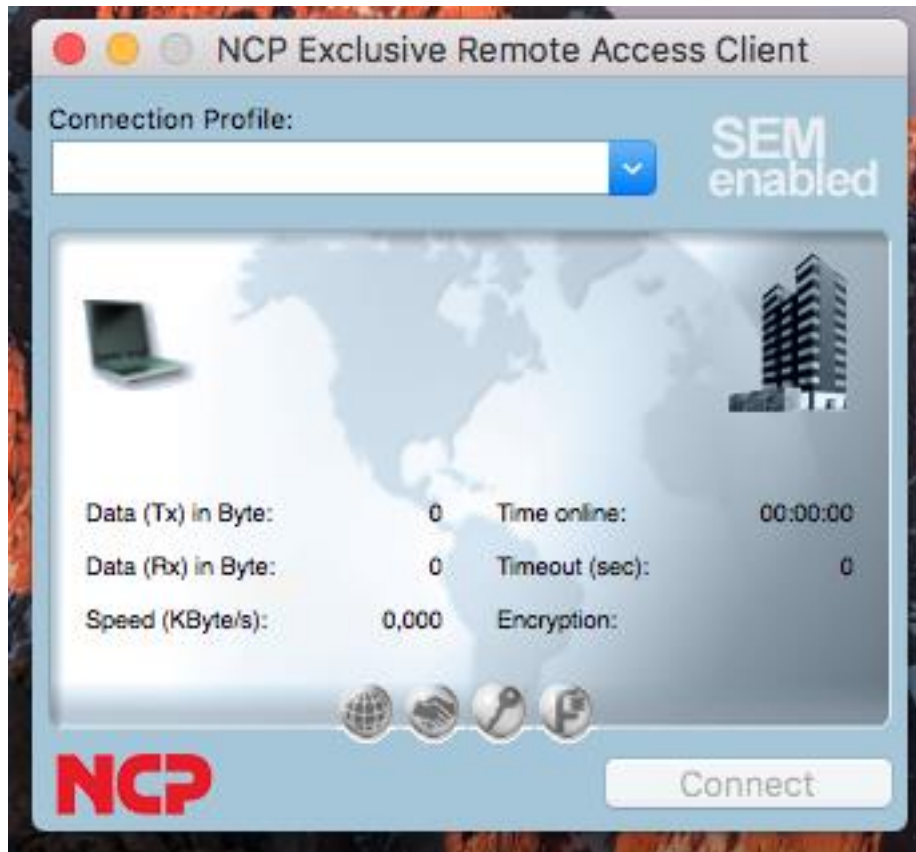 NCP Exclusive Remote Access Client
Connection Profile:
SEM
enabled
Data (Tx) in Byte: 0 Time online: 00:00:00
Data (Rx) in Byte: 0 Timeout (sec): 0
Speed (KByte/s): 0,000 Encryption:
NCP
Connect